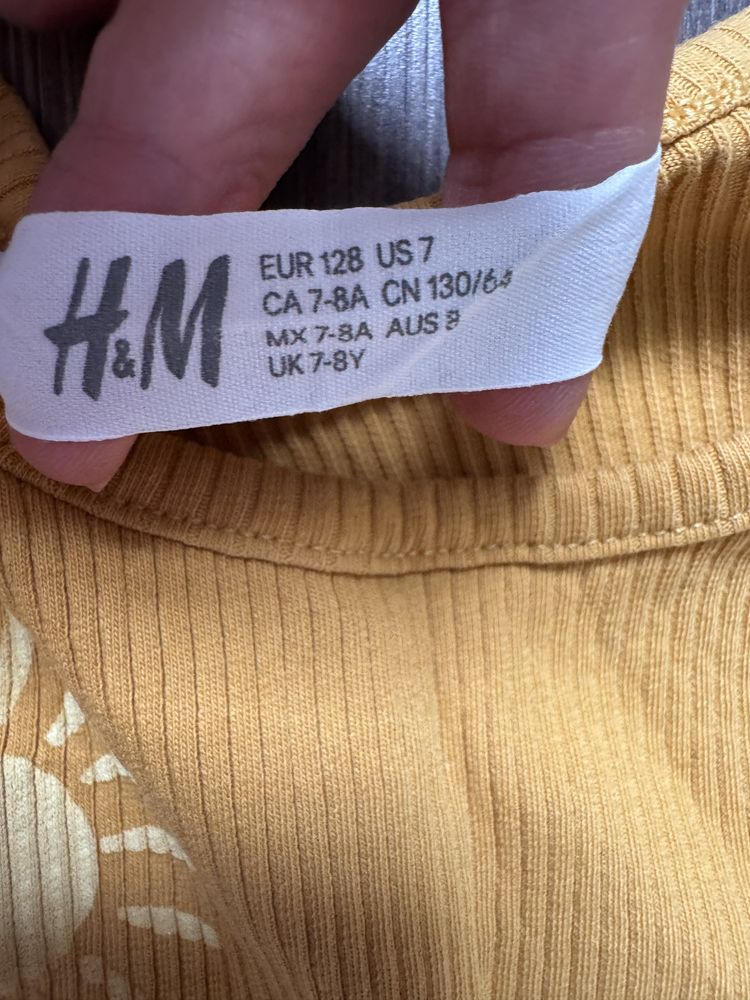 H&M
EUR 128 US 7
CA 7-8A CN 130/64
MX 7-8A AUS 8
UK 7-8Y